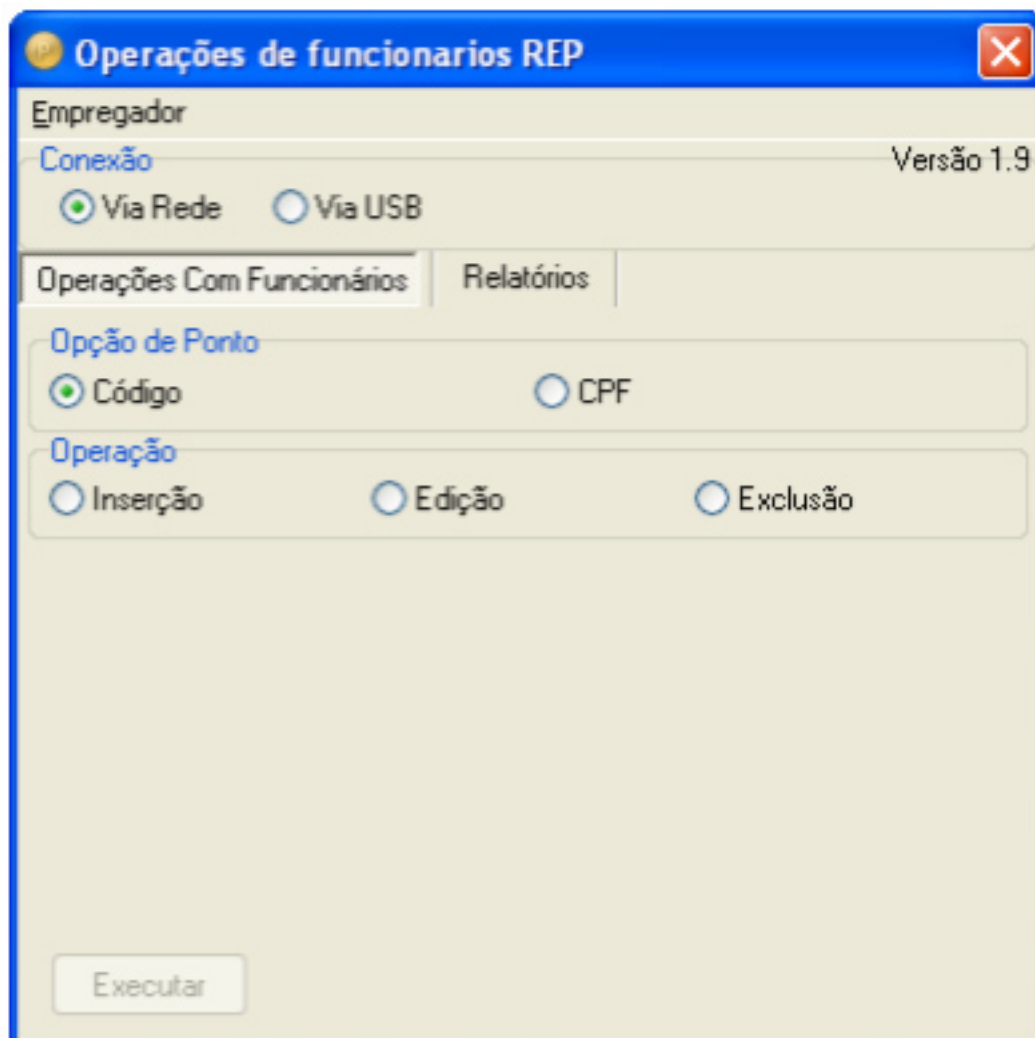 Operações de funcionarios REP
Empregador
Conexão Versão 1.9
Via Rede Via USB
Operações Com Funcionários Relatórios
Opção de Ponto
Código CPF
Operação
Inserção Edição Exclusão
Executar